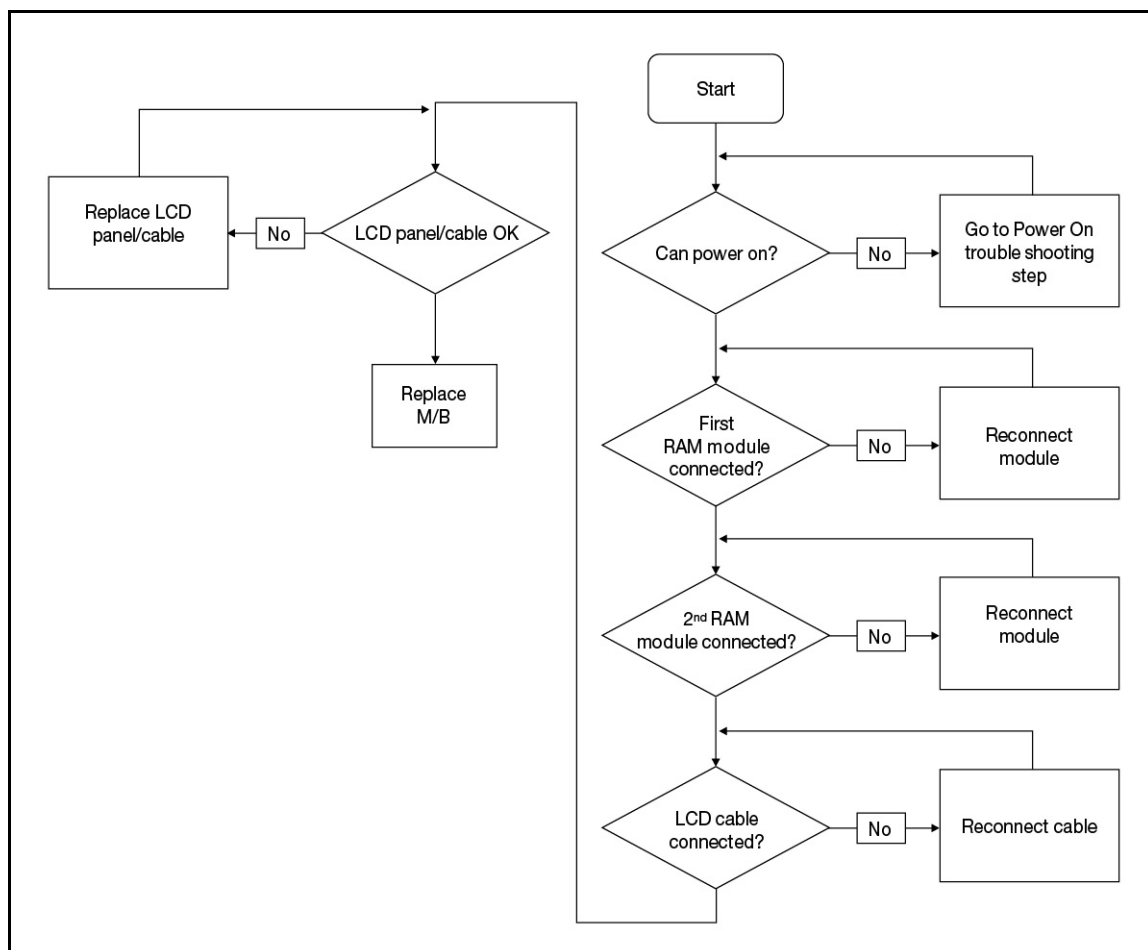 Start
Can power on?
No
Go to Power On
trouble shooting
step
First
RAM module
connected?
No
Reconnect
module
2nd RAM
module connected?
No
Reconnect
module
LCD cable
connected?
No
Reconnect cable
LCD panel/cable OK
No
Replace LCD
panel/cable
Replace
M/B